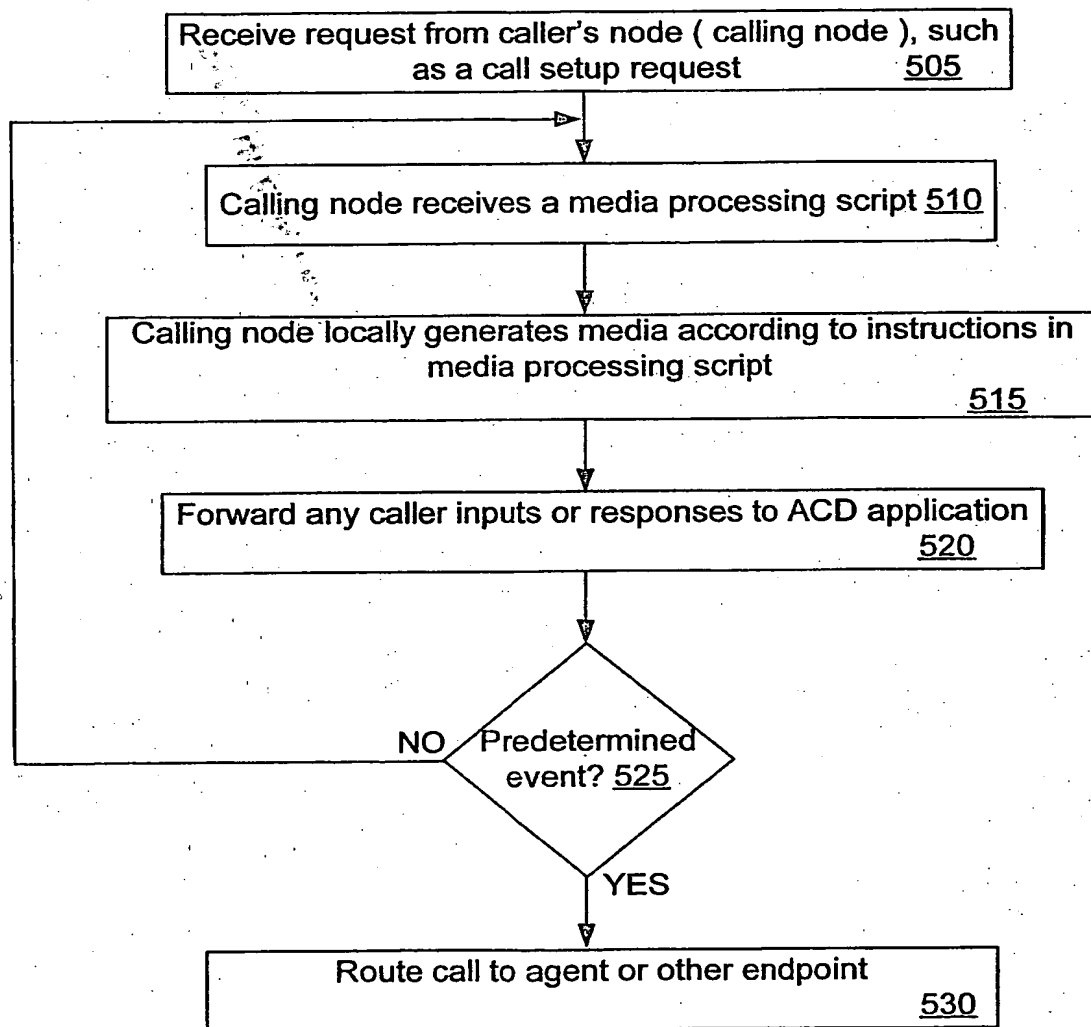 Receive request from caller's node ( calling node ), such
as a call setup request 505
Calling node receives a media processing script 510
Calling node locally generates media according to instructions in
media processing script
515
Forward any caller inputs or responses to ACD application
520
NO
Predetermined
event? 525
YES
Route call to agent or other endpoint
530